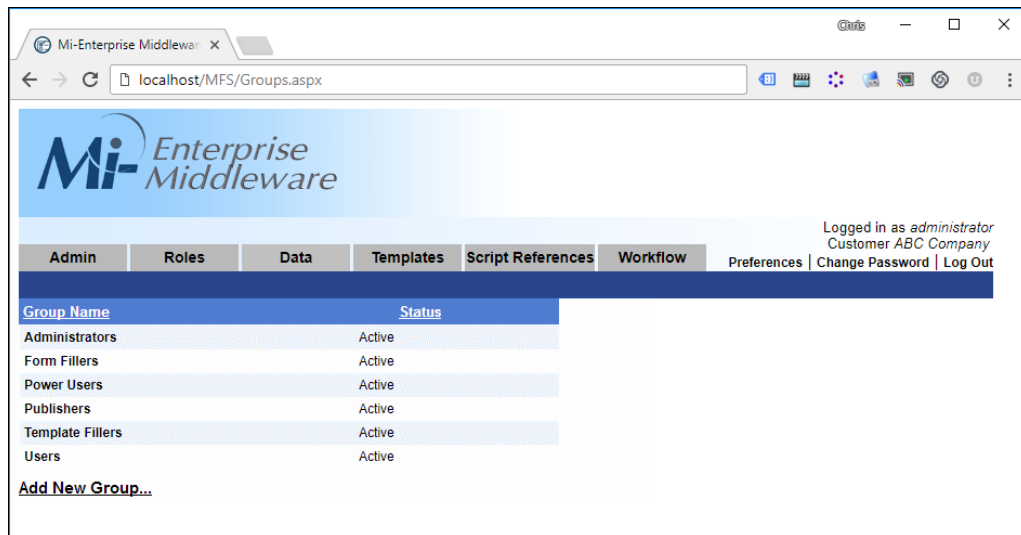 Chris
Mi-Enterprise Middlewar
localhost/MFS/Groups.aspx
Mi- Enterprise
Middleware
Logged in as administrator
Customer ABC Company
Admin Roles Data Templates Script References Workflow Preferences | Change Password | Log Out
Group Name Status
Administrators Active
Form Fillers Active
Power Users Active
Publishers Active
Template Fillers Active
Users Active
Add New Group...